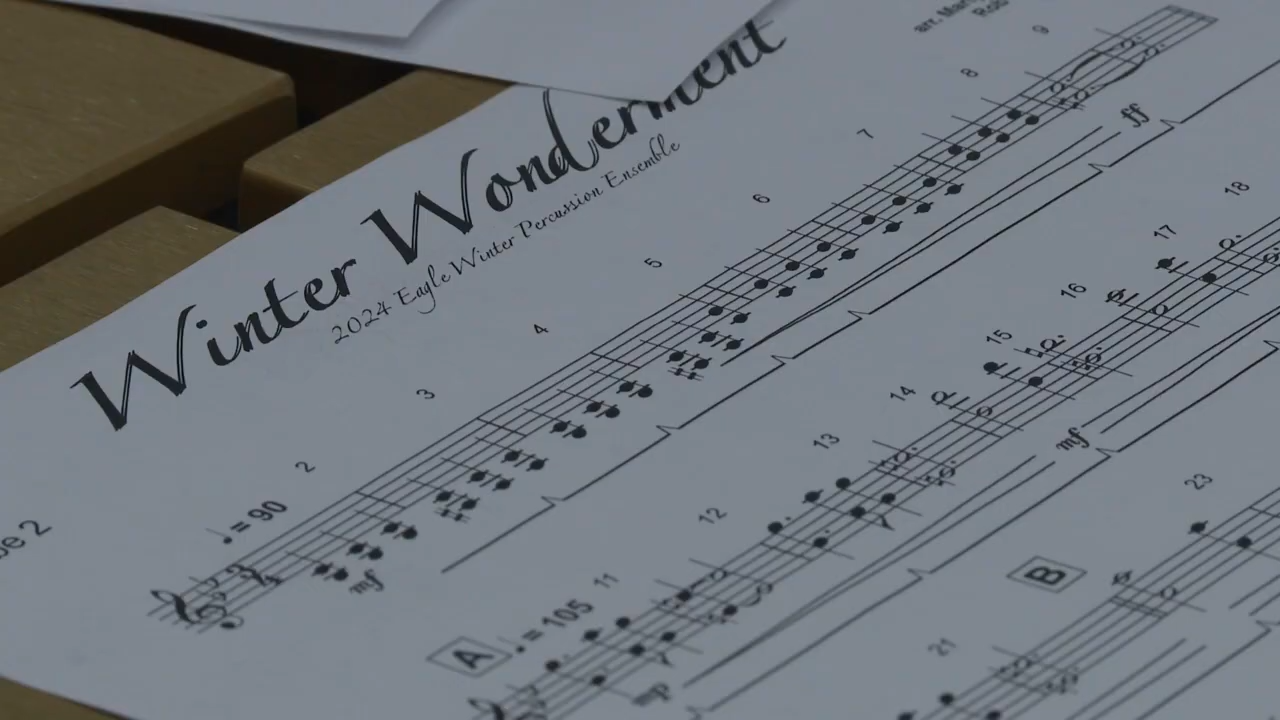 Winter Wonderment
2024 Eagle Winter Percussion Ensemble
arr.
9
8
7
6
5
4
3
2
= 90
mf
ff
18
17
16
15
14
13
12
11
A = 105
mp
mf
23
B
21